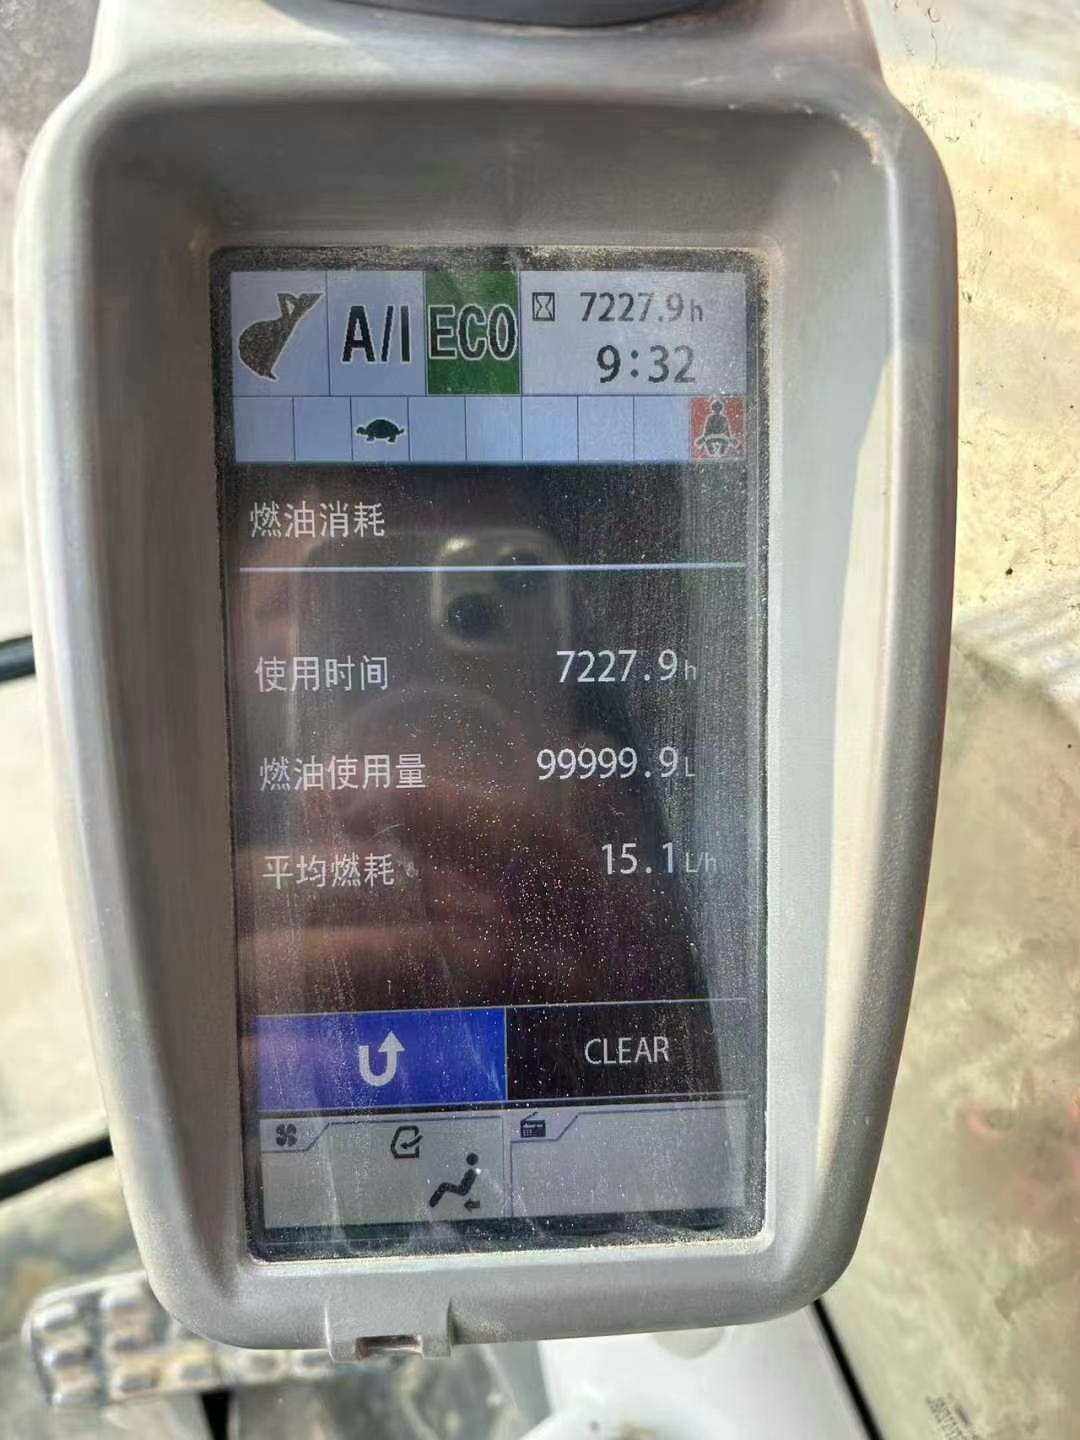 A/I ECO 7227.9h
9:32
燃油消耗
使用时间 7227.9h
燃油使用量 99999.9L
平均燃耗 15.1L/h
CLEAR